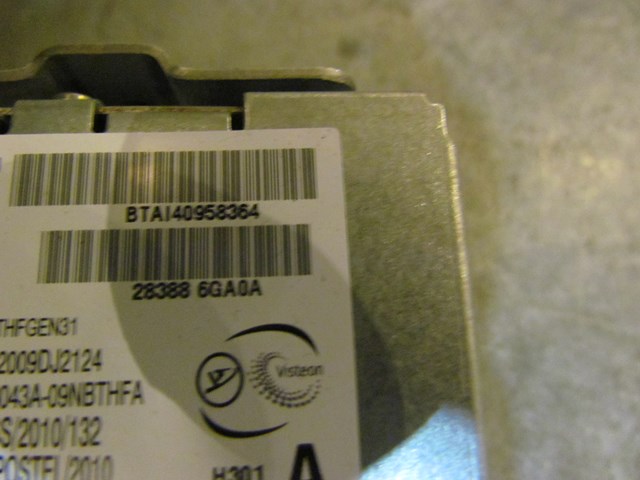 BTAI40958364
28388 6GA0A
THFGEN31
2009DJ2124
043A-09NBTHFA
Visteon
S/2010/132
POSTEL/2010
H301 A